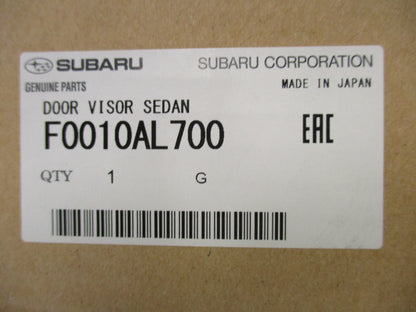 SUBARU SUBARU CORPORATION
GENUINE PARTS MADE IN JAPAN
DOOR VISOR SEDAN
F0010AL700 EAC
QTY 1 G